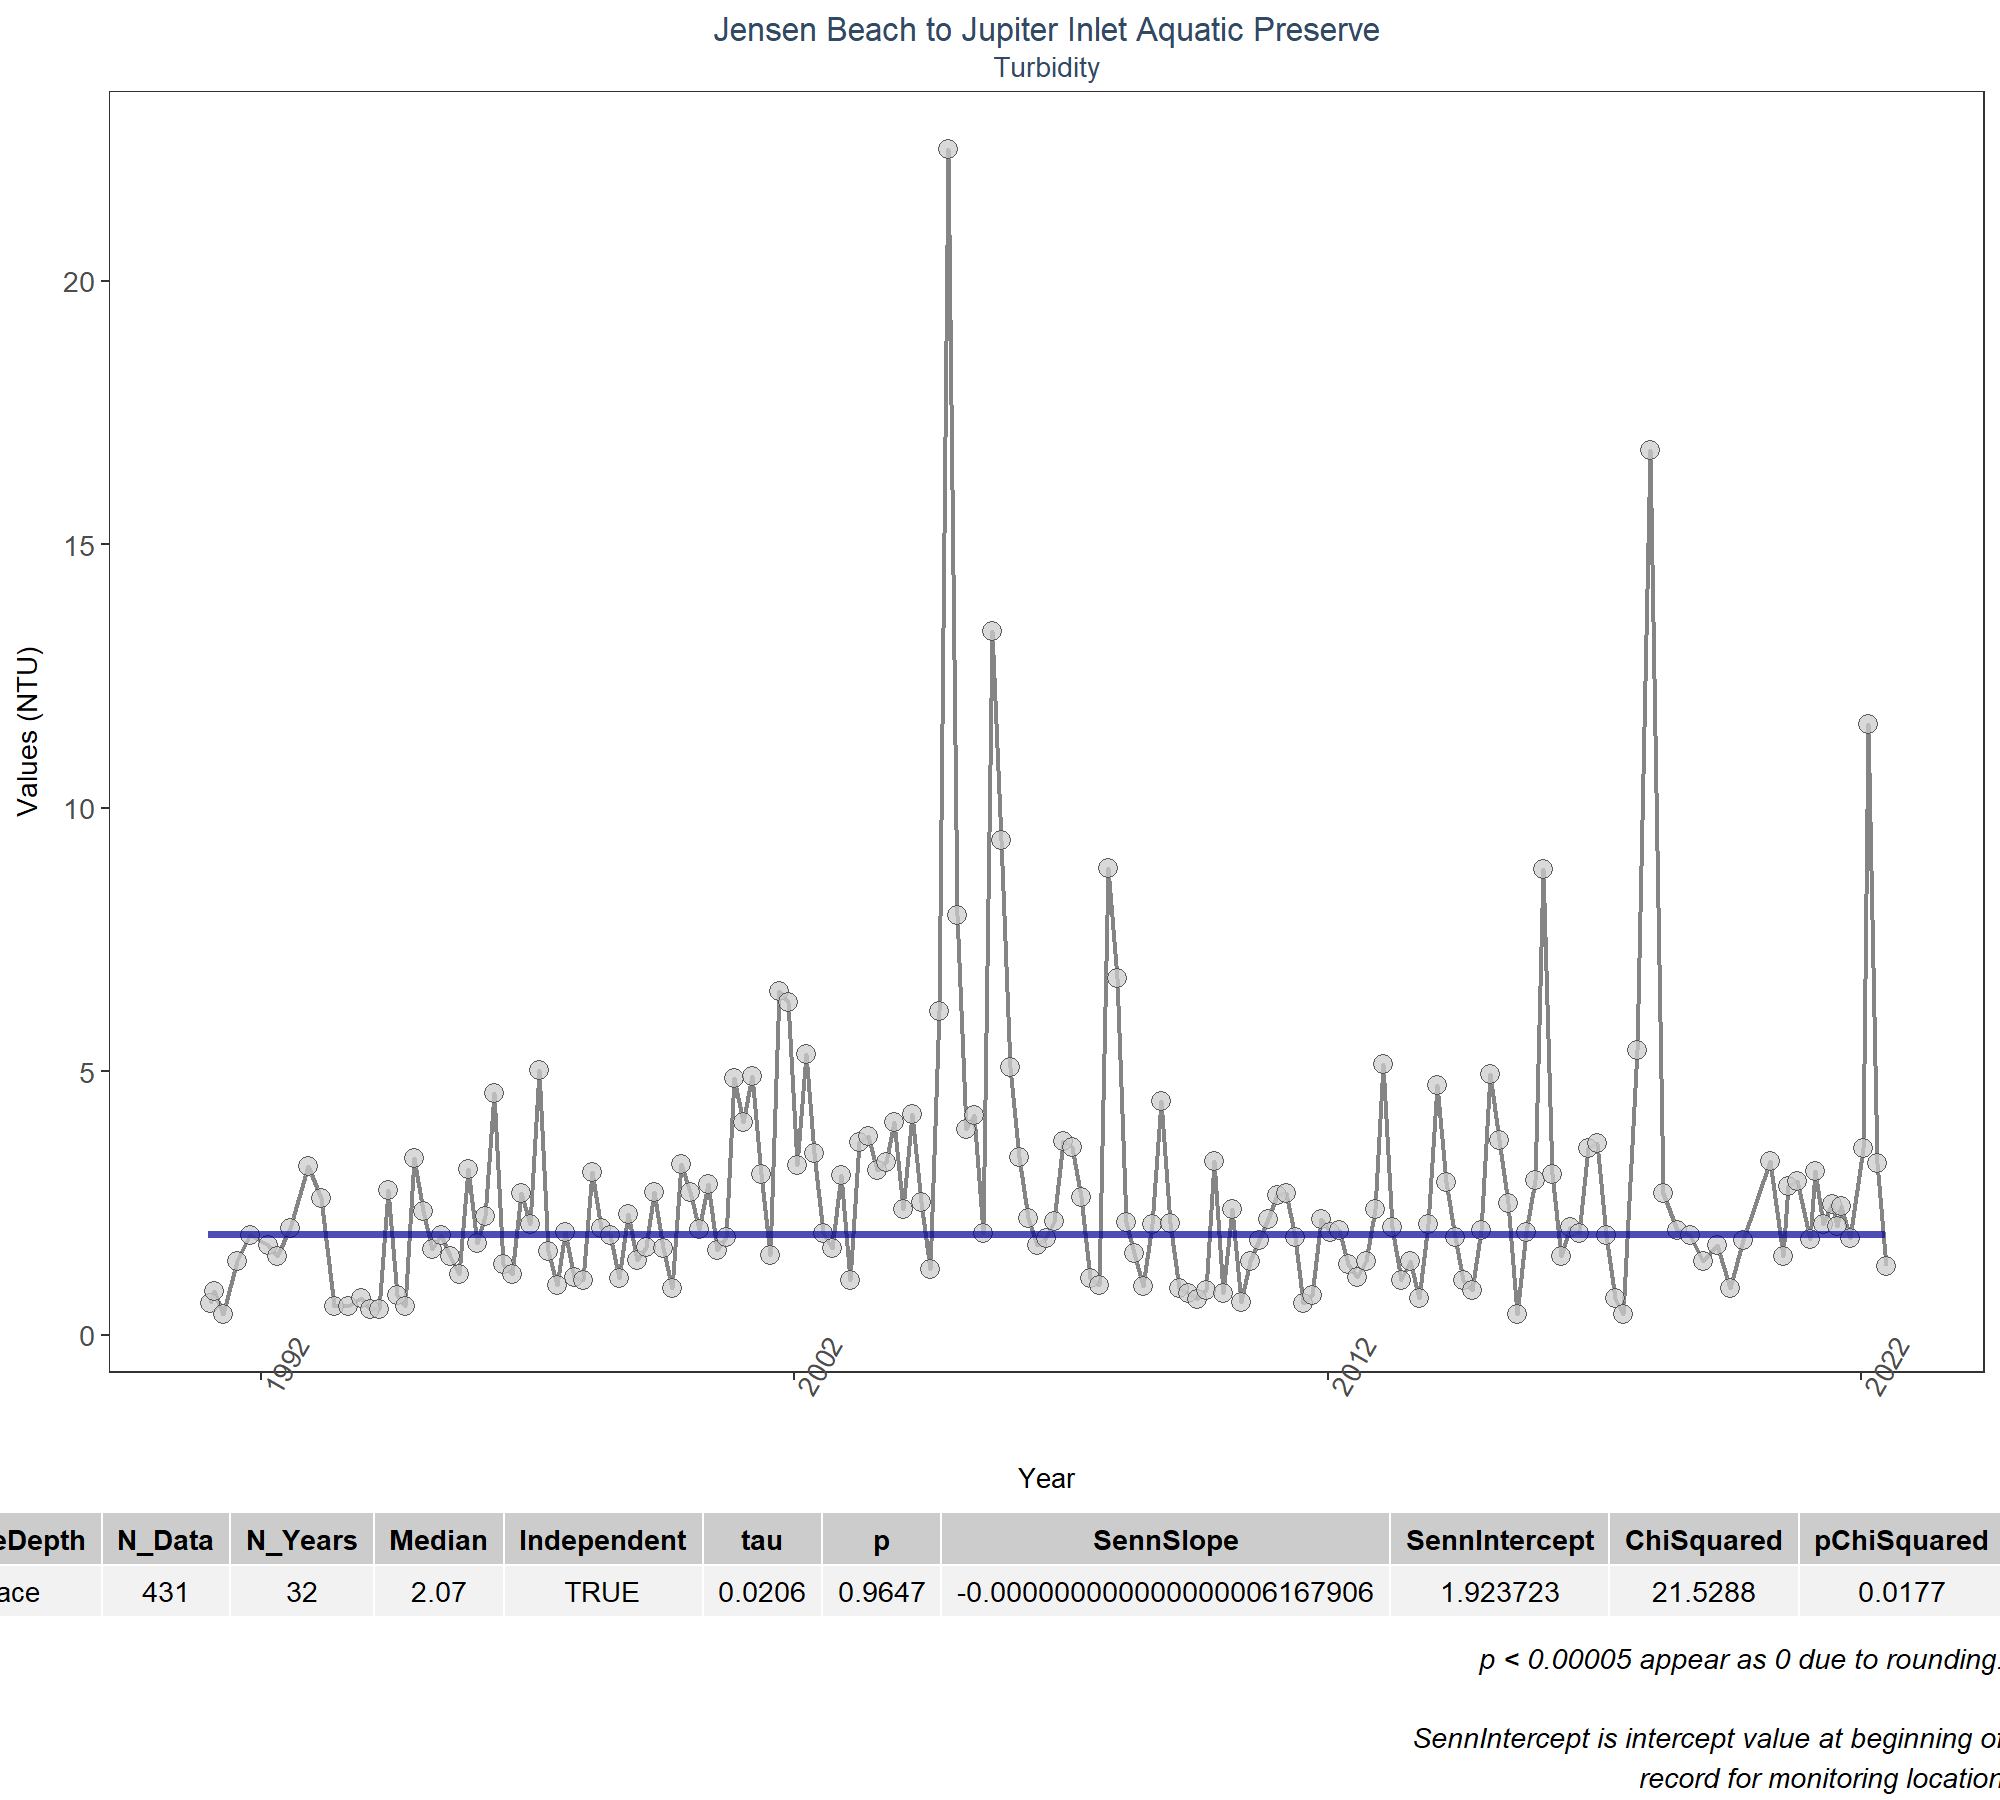 Jensen Beach to Jupiter Inlet Aquatic Preserve
Turbidity
Values (NTU)
20
15
10
5
0
1992 2002 2012 2022
Year
eDepth N_Data N_Years Median Independent tau p SennSlope SennIntercept ChiSquared pChiSquared
ace 431 32 2.07 TRUE 0.0206 0.9647 -0.000000000000000006167906 1.923723 21.5288 0.0177
p < 0.00005 appear as 0 due to rounding.
SennIntercept is intercept value at beginning of
record for monitoring location